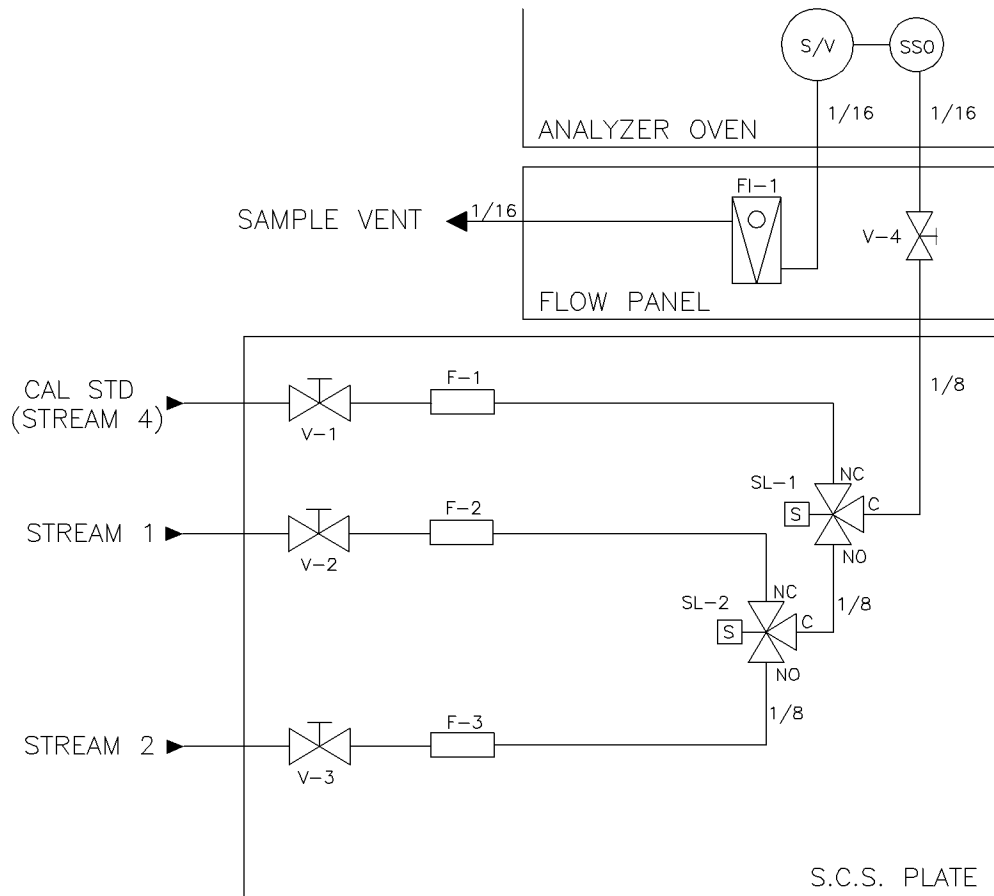 S/V
SSO
1/16
1/16
ANALYZER OVEN
FI-1
SAMPLE VENT
1/16
V-4
FLOW PANEL
CAL STD
(STREAM 4)
F-1
1/8
V-1
SL-1
NC
S
C
STREAM 1
F-2
V-2
NO
SL-2
NC
1/8
S
C
NO
STREAM 2
F-3
1/8
V-3
S.C.S. PLATE